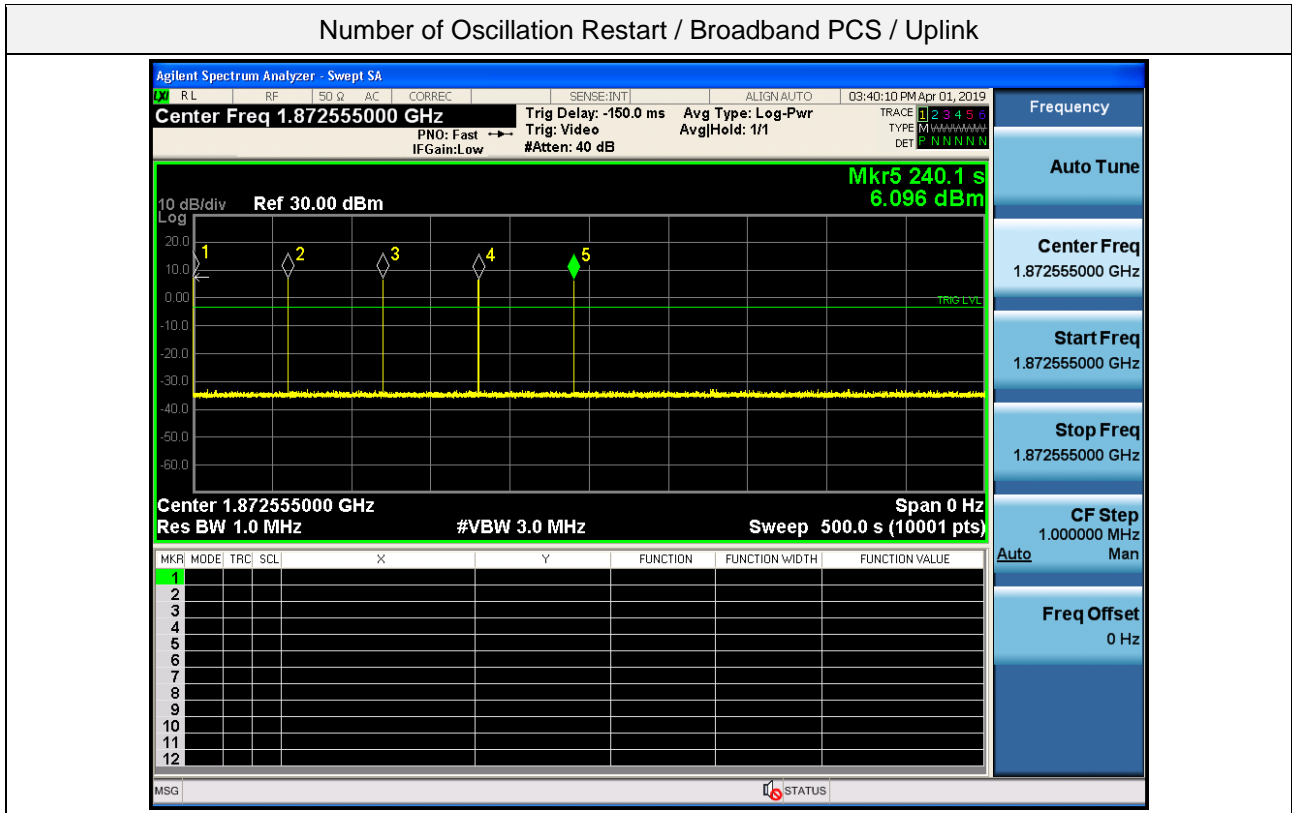 Number of Oscillation Restart / Broadband PCS / Uplink
Agilent Spectrum Analyzer - Swept SA
LXI RL RF 50 Ω AC CORREC SENSE:INT ALIGN AUTO 03:40:10 PM Apr 01, 2019
Center Freq 1.872555000 GHz
PNO: Fast
IFGain:Low
Trig Delay: -150.0 ms
Trig: Video
#Atten: 40 dB
Avg Type: Log-Pwr
Avg|Hold: 1/1
TRACE 1 2 3 4 5 6
TYPE M
DET P N N N N N
Mkr5 240.1 s
6.096 dBm
10 dB/div Ref 30.00 dBm
Log
20.0
10.0
0.00
-10.0
-20.0
-30.0
-40.0
-50.0
-60.0
1
2
3
4
5
TRIG LVL
Center 1.872555000 GHz Span 0 Hz
Res BW 1.0 MHz #VBW 3.0 MHz Sweep 500.0 s (10001 pts)
MKR MODE TRC SCL X Y FUNCTION FUNCTION WIDTH FUNCTION VALUE
1
2
3
4
5
6
7
8
9
10
11
12
MSG STATUS
Frequency
Auto Tune
Center Freq
1.872555000 GHz
Start Freq
1.872555000 GHz
Stop Freq
1.872555000 GHz
CF Step
1.000000 MHz
Auto Man
Freq Offset
0 Hz